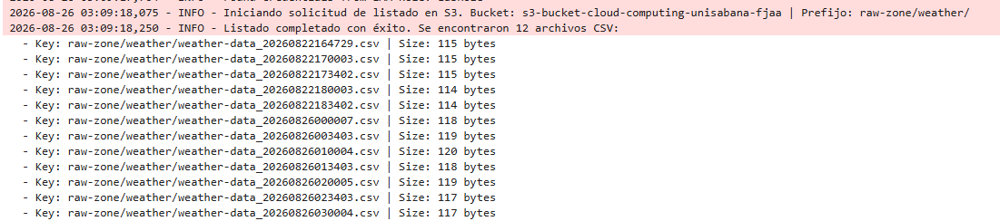 2026-08-26 03:09:18,075 - INFO - Iniciando solicitud de listado en S3. Bucket: s3-bucket-cloud-computing-unisabana-fjaa | Prefijo: raw-zone/weather/
2026-08-26 03:09:18,250 - INFO - Listado completado con éxito. Se encontraron 12 archivos CSV:
- Key: raw-zone/weather/weather-data_20260822164729.csv | Size: 115 bytes
- Key: raw-zone/weather/weather-data_20260822170003.csv | Size: 115 bytes
- Key: raw-zone/weather/weather-data_20260822173402.csv | Size: 115 bytes
- Key: raw-zone/weather/weather-data_20260822180003.csv | Size: 114 bytes
- Key: raw-zone/weather/weather-data_20260822183402.csv | Size: 114 bytes
- Key: raw-zone/weather/weather-data_20260826000007.csv | Size: 118 bytes
- Key: raw-zone/weather/weather-data_20260826003403.csv | Size: 119 bytes
- Key: raw-zone/weather/weather-data_20260826010004.csv | Size: 120 bytes
- Key: raw-zone/weather/weather-data_20260826013403.csv | Size: 118 bytes
- Key: raw-zone/weather/weather-data_20260826020005.csv | Size: 119 bytes
- Key: raw-zone/weather/weather-data_20260826023403.csv | Size: 117 bytes
- Key: raw-zone/weather/weather-data_20260826030004.csv | Size: 117 bytes